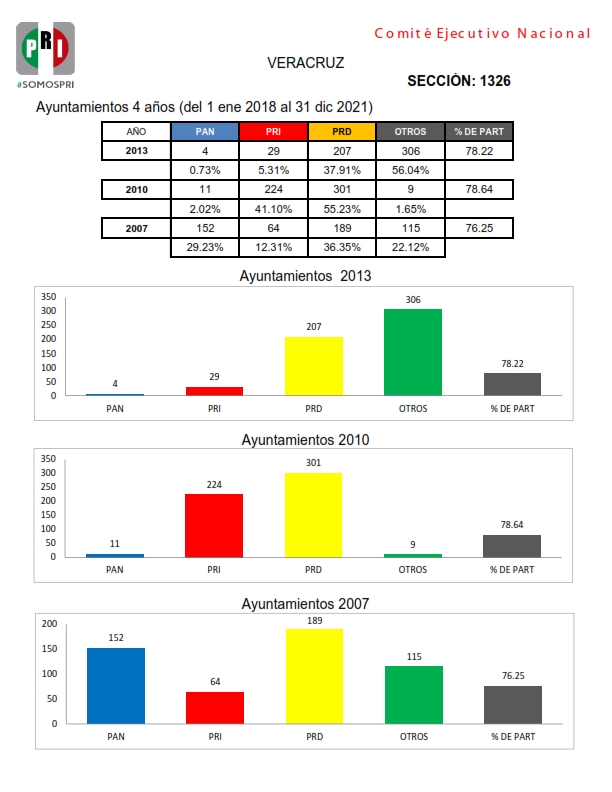 PRI
#SOMOSPRI
Comité Ejecutivo Nacional
VERACRUZ
SECCIÓN: 1326
Ayuntamientos 4 años (del 1 ene 2018 al 31 dic 2021)
AÑO PAN PRI PRD OTROS % DE PART
2013 4 29 207 306 78.22
0.73% 5.31% 37.91% 56.04%
2010 11 224 301 9 78.64
2.02% 41.10% 55.23% 1.65%
2007 152 64 189 115 76.25
29.23% 12.31% 36.35% 22.12%
Ayuntamientos 2013
350
300
250
200
150
100
50
0
4 29 207 306 78.22
PAN PRI PRD OTROS % DE PART
Ayuntamientos 2010
350
300
250
200
150
100
50
0
11 224 301 9 78.64
PAN PRI PRD OTROS % DE PART
Ayuntamientos 2007
200
150
100
50
0
152 64 189 115 76.25
PAN PRI PRD OTROS % DE PART